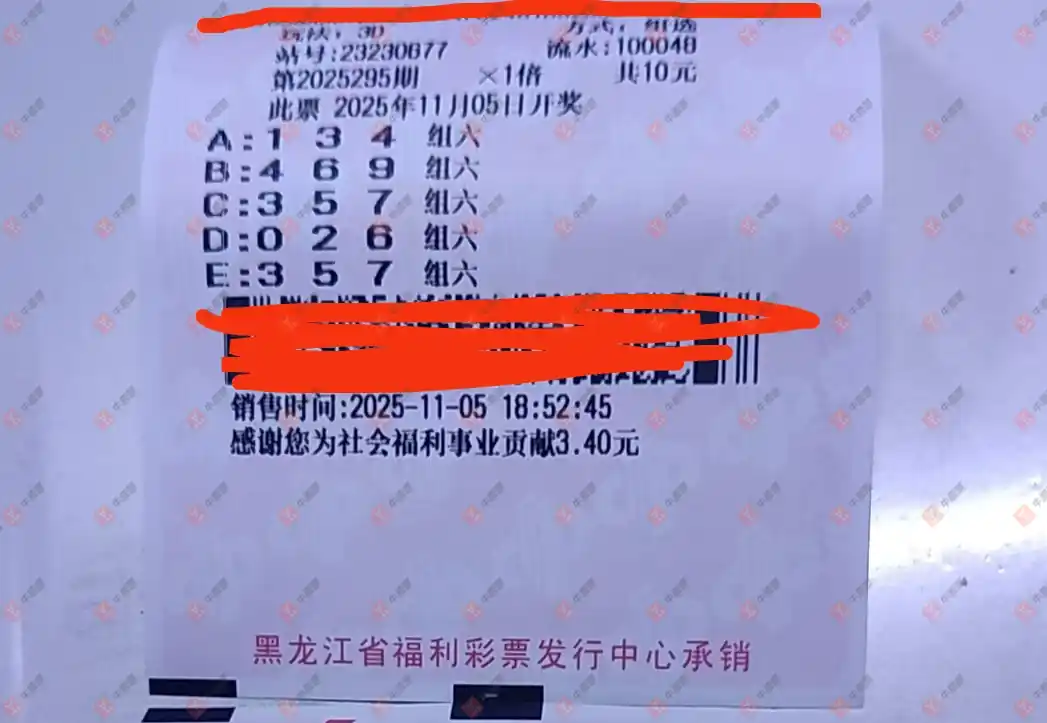 玩法：3D 方式：组选
站号:23230677 流水:100048
第2025295期 ×1倍 共10元
此票 2025年11月05日开奖
A:1 3 4 组六
B:4 6 9 组六
C:3 5 7 组六
D:0 2 6 组六
E:3 5 7 组六
销售时间:2025-11-05 18:52:45
感谢您为社会福利事业贡献3.40元
黑龙江省福利彩票发行中心承销